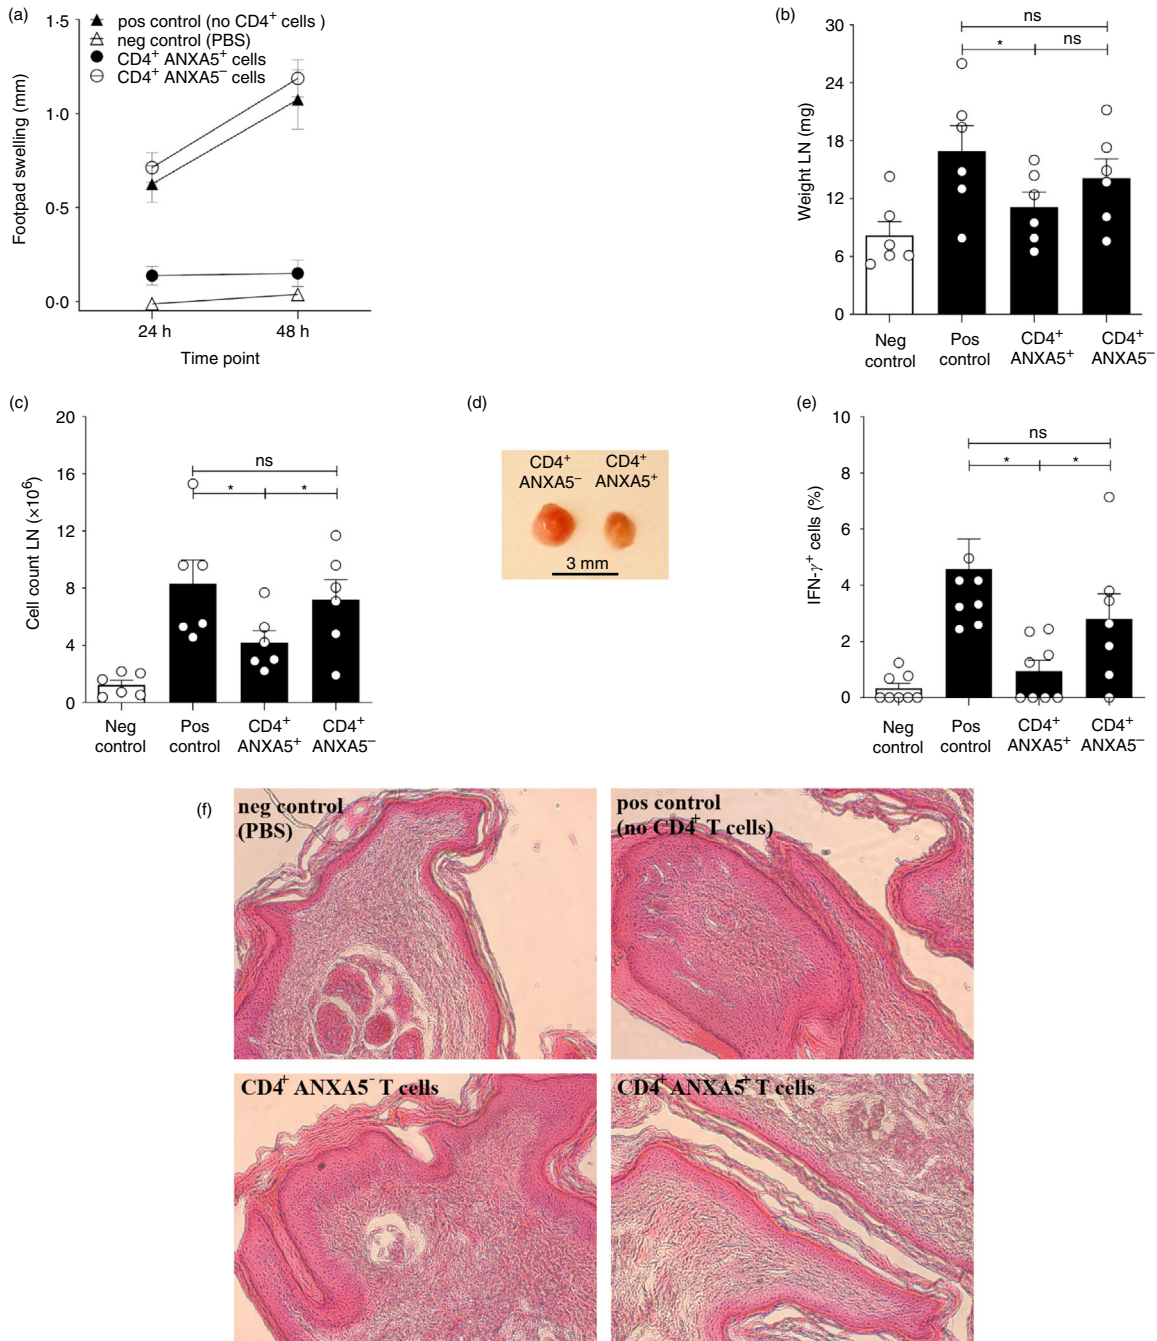 (a)
1·5
1·0
0·5
0·0
Footpad swelling (mm)
pos control (no CD4⁺ cells )
neg control (PBS)
CD4⁺ ANXA5⁺ cells
CD4⁺ ANXA5⁻ cells
24 h
48 h
Time point
(b)
30
24
18
12
6
0
Weight LN (mg)
ns
*
ns
Neg
control
Pos
control
CD4⁺
ANXA5⁺
CD4⁺
ANXA5⁻
(c)
20
16
12
8
4
0
Cell count LN (×10⁶)
ns
*
*
Neg
control
Pos
control
CD4⁺
ANXA5⁺
CD4⁺
ANXA5⁻
(d)
CD4⁺
ANXA5⁻
CD4⁺
ANXA5⁺
3 mm
(e)
10
8
6
4
2
0
IFN-γ⁺ cells (%)
ns
*
*
Neg
control
Pos
control
CD4⁺
ANXA5⁺
CD4⁺
ANXA5⁻
(f)
neg control
(PBS)
pos control
(no CD4⁺ T cells)
CD4⁺ ANXA5⁻ T cells
CD4⁺ ANXA5⁺ T cells